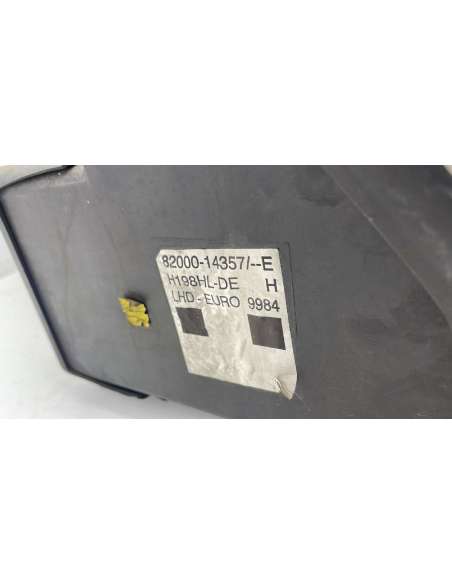 82000-14357/--E
H198HL-DE H
LHD-EURO 9984